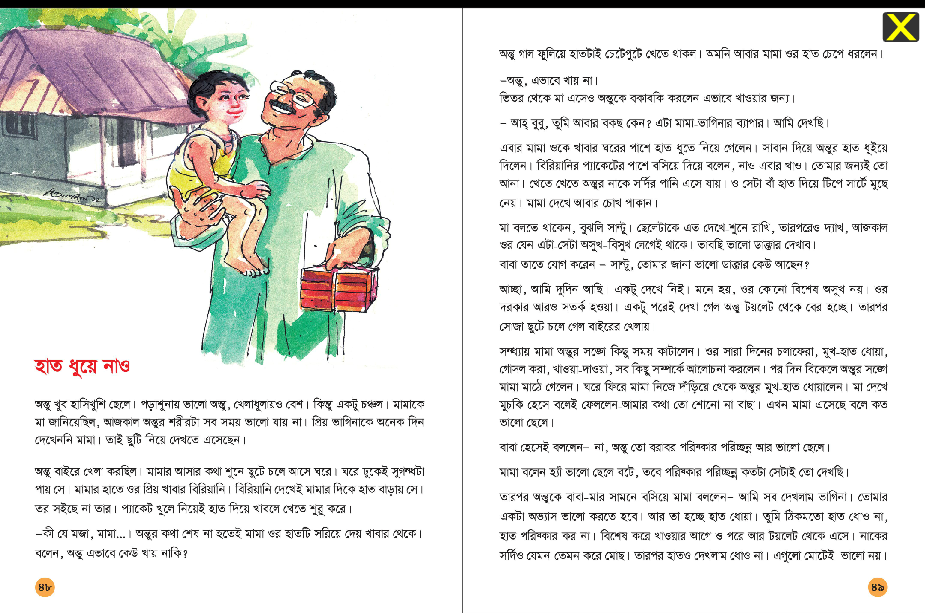 হাত ধুয়ে নাও
অন্তু খুব হাসিখুশি ছেলে। পড়াশুনায় ভালো অন্তু, খেলাধুলায়ও বেশ। কিন্তু একটু চঞ্চল। মামাকে
মা জানিয়েছিল, আজকাল অন্তুর শরীরটা সব সময় ভালো যায় না। প্রিয় ভাগিনাকে অনেক দিন
দেখেননি মামা। তাই ছুটি নিয়ে দেখতে এসেছেন।
অন্তু বাইরে খেলা করছিল। মামার আসার কথা শুনে ছুটে চলে আসে ঘরে। ঘরে ঢুকেই সুগন্ধটা
পায় সে। মামার হাতে ওর প্রিয় খাবার বিরিয়ানি। বিরিয়ানি দেখেই মামার দিকে হাত বাড়ায় সে।
তর সইছে না তার। প্যাকেট খুলে নিয়েই হাত দিয়ে খাবলে খেতে শুরু করে।
–কী যে মজা, মামা...। অন্তুর কথা শেষ না হতেই মামা ওর হাতটি সরিয়ে দেয় খাবার থেকে।
বলেন, অন্তু এভাবে কেউ খায় নাকি?
৪৮
অন্তু গাল ফুলিয়ে হাতটাই চেটেপুটে খেতে থাকল। অমনি আবার মামা ওর হাত চেপে ধরলেন।
–অন্তু, এভাবে খায় না।
ভিতর থেকে মা এসেও অন্তুকে বকাবকি করলেন এভাবে খাওয়ার জন্য।
– আহ্ বুবু, তুমি আবার বকছ কেন? এটা মামা-ভাগিনার ব্যাপার। আমি দেখছি।
এবার মামা ওকে খাবার ঘরের পাশে হাত ধুতে নিয়ে গেলেন। সাবান দিয়ে অন্তুর হাত ধুইয়ে
দিলেন। বিরিয়ানির প্যাকেটের পাশে বসিয়ে দিয়ে বলেন, নাও এবার খাও। তোমার জন্যই তো
আনা। খেতে খেতে অন্তুর নাকে সর্দির পানি এসে যায়। ও সেটা বাঁ হাত দিয়ে টিপে সার্টে মুছে
নেয়। মামা দেখে আবার চোখ পাকান।
মা বলতে থাকেন, বুঝলি সান্টু। ছেলেটাকে এত দেখে-শুনে রাখি, তারপরেও দ্যাখ, আজকাল
ওর যেন এটা সেটা অসুখ-বিসুখ লেগেই থাকে। ভাবছি ভালো ডাক্তার দেখাব।
বাবা তাতে যোগ করেন – সান্টু, তোমার জানা ভালো ডাক্তার কেউ আছেন?
আচ্ছা, আমি দুদিন আছি একটু দেখে নিই। মনে হয়, ওর কোনো বিশেষ অসুখ নয়। ওর
দরকার আরও সতর্ক হওয়া। একটু পরেই দেখা গেল অন্তু টয়লেট থেকে বের হচ্ছে। তারপর
সোজা ছুটে চলে গেল বাইরের খেলায়
সন্ধ্যায় মামা অন্তুর সঙ্গে কিছু সময় কাটালেন। ওর সারা দিনের চলাফেরা, মুখ-হাত ধোয়া,
গোসল করা, খাওয়া-দাওয়া, সব কিছু সম্পর্কে আলোচনা করলেন। পর দিন বিকেলে অন্তুর সঙ্গে
মামা মাঠে গেলেন। ঘরে ফিরে মামা নিজে দাঁড়িয়ে থেকে অন্তুর মুখ-হাত ধোয়ালেন। মা দেখে
মুচকি হেসে বলেই ফেললেন আমার কথা তো শোনো না বাছা। এখন মামা এসেছে বলে কত
ভালো ছেলে।
বাবা হেসেই বললেন– না, অন্তু তো বরাবর পরিষ্কার পরিচ্ছন্ন আর ভালো ছেলে।
মামা বলেন হ্যাঁ ভালো ছেলে বটে, তবে পরিষ্কার পরিচ্ছন্ন কতটা সেটাই তো দেখছি।
তারপর অন্তুকে বাবা-মার সামনে বসিয়ে মামা বললেন– আমি সব দেখলাম ভাগিনা। তোমার
একটা অভ্যাস ভালো করতে হবে। আর তা হচ্ছে হাত ধোয়া। তুমি ঠিকমতো হাত ধোও না,
হাত পরিষ্কার কর না। বিশেষ করে খাওয়ার আগে ও পরে আর টয়লেট থেকে এসে। নাকের
সর্দিও যেমন তেমন করে মোছ। তারপর হাতও দেখলাম ধোও না। এগুলো মোটেই ভালো নয়।
৪৯